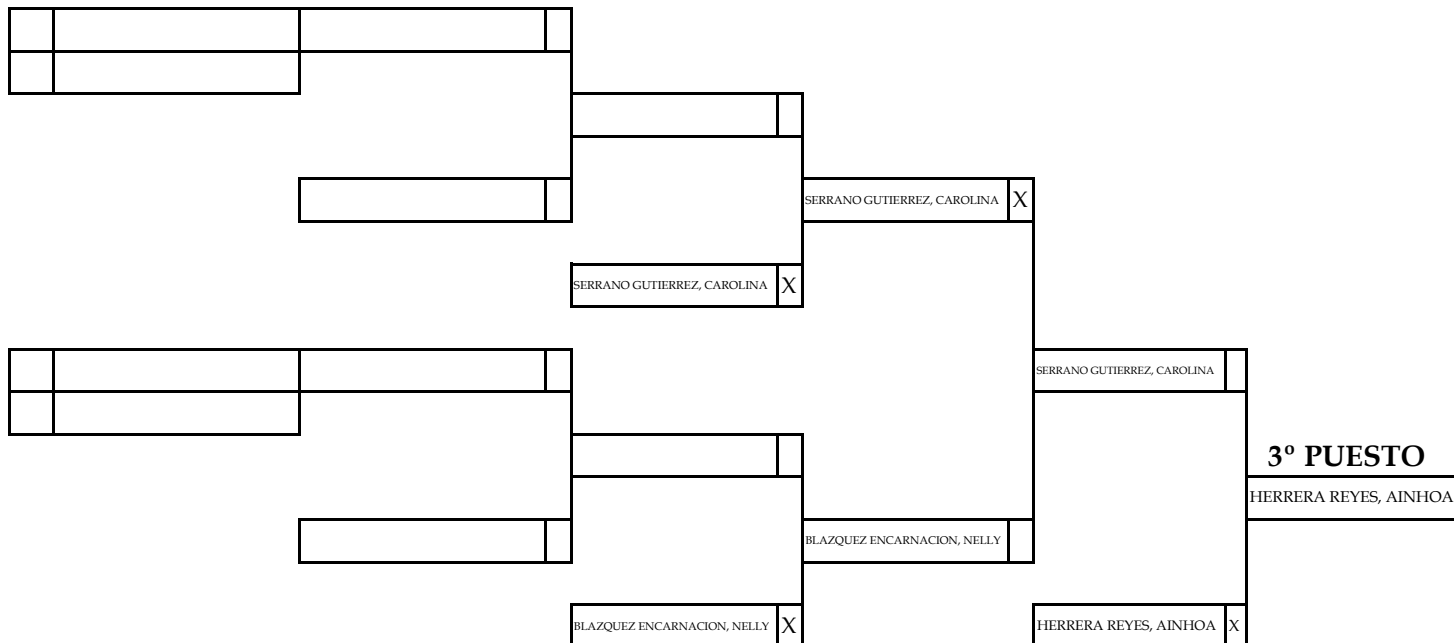 SERRANO GUTIERREZ, CAROLINA X
SERRANO GUTIERREZ, CAROLINA X
SERRANO GUTIERREZ, CAROLINA
3º PUESTO
HERRERA REYES, AINHOA
BLAZQUEZ ENCARNACION, NELLY
BLAZQUEZ ENCARNACION, NELLY X
HERRERA REYES, AINHOA X